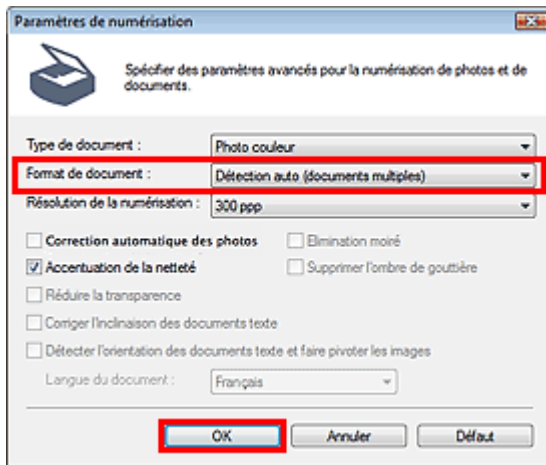 Paramètres de numérisation
Spécifier des paramètres avancés pour la numérisation de photos et de
documents.
Type de document : Photo couleur
Format de document : Détection auto (documents multiples)
Résolution de la numérisation : 300 ppp
Correction automatique des photos Elimination moiré
Accentuation de la netteté Supprimer l'ombre de gouttière
Réduire la transparence
Corriger l'inclinaison des documents texte
Détecter l'orientation des documents texte et faire pivoter les images
Langue du document : Français
OK Annuler Défaut